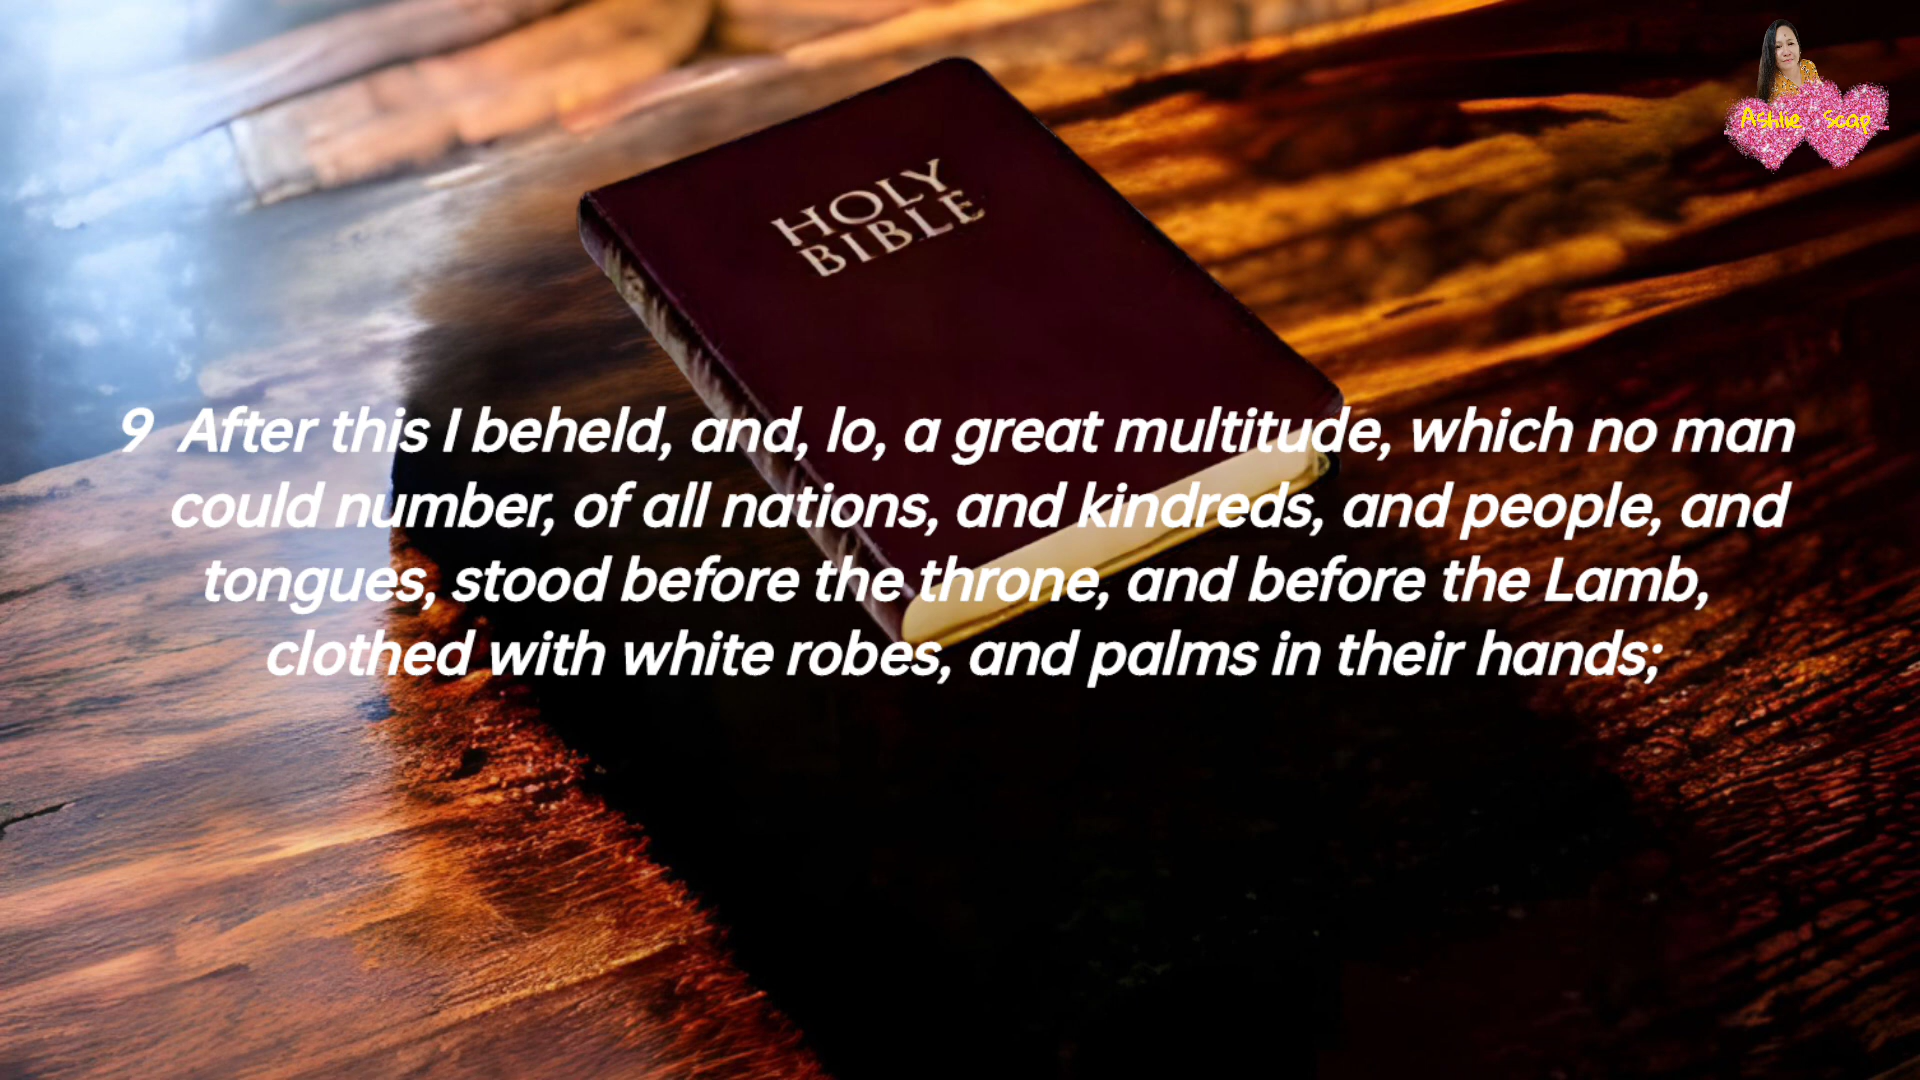 Ashlie Scap
HOLY
BIBLE
9 After this I beheld, and, lo, a great multitude, which no man
could number, of all nations, and kindreds, and people, and
tongues, stood before the throne, and before the Lamb,
clothed with white robes, and palms in their hands;